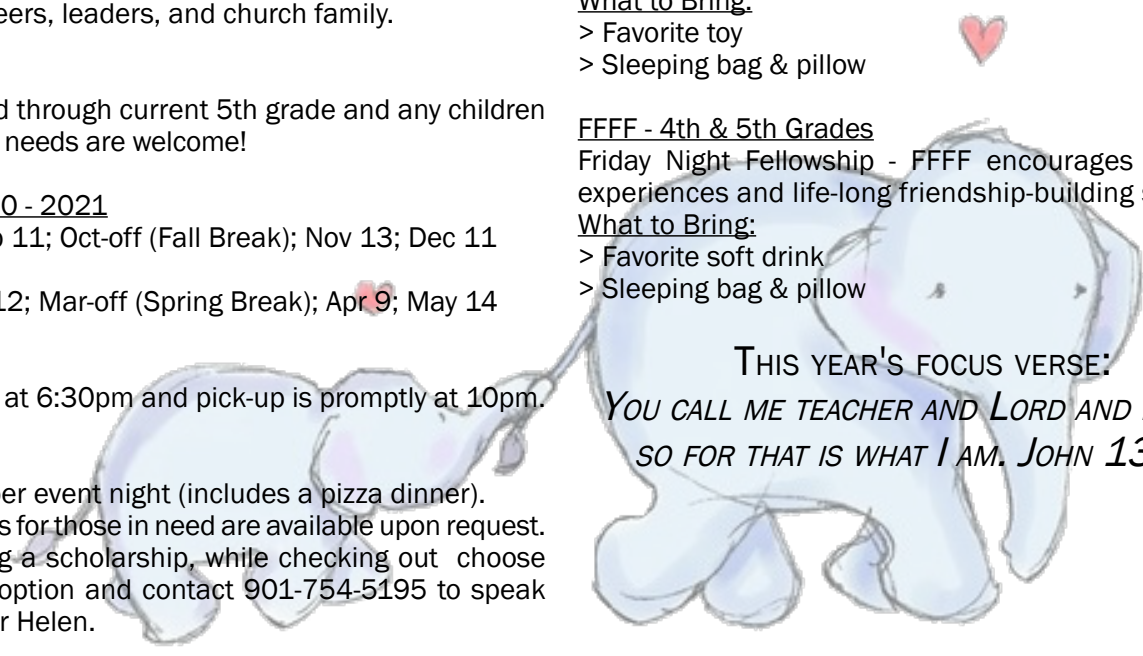 eers, leaders, and church family.
d through current 5th grade and any children
needs are welcome!
0 - 2021
11; Oct-off (Fall Break); Nov 13; Dec 11
12; Mar-off (Spring Break); Apr 9; May 14
at 6:30pm and pick-up is promptly at 10pm.
per event night (includes a pizza dinner).
s for those in need are available upon request.
g a scholarship, while checking out choose
option and contact 901-754-5195 to speak
r Helen.
What to Bring:
> Favorite toy
> Sleeping bag & pillow
FFFF - 4th & 5th Grades
Friday Night Fellowship - FFFF encourages
experiences and life-long friendship-building
What to Bring:
> Favorite soft drink
> Sleeping bag & pillow
THIS YEAR'S FOCUS VERSE:
YOU CALL ME TEACHER AND LORD AND
SO FOR THAT IS WHAT I AM. JOHN 13